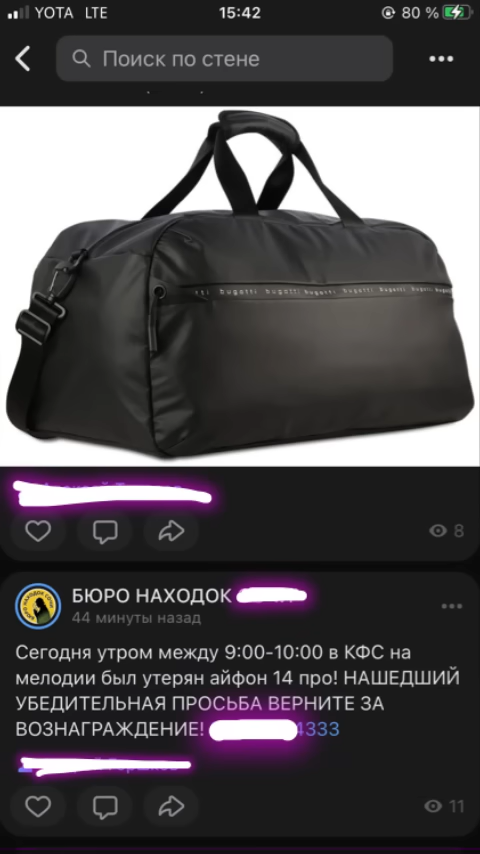 YOTA LTE 15:42 80 %
Поиск по стене
bugatti bugatti bugatti bugatti bugatti bugatti
8
БЮРО НАХОДОК
44 минуты назад
Сегодня утром между 9:00-10:00 в КФС на
мелодии был утерян айфон 14 про! НАШЕДШИЙ
УБЕДИТЕЛЬНАЯ ПРОСЬБА ВЕРНИТЕ ЗА
ВОЗНАГРАЖДЕНИЕ! 4333
11